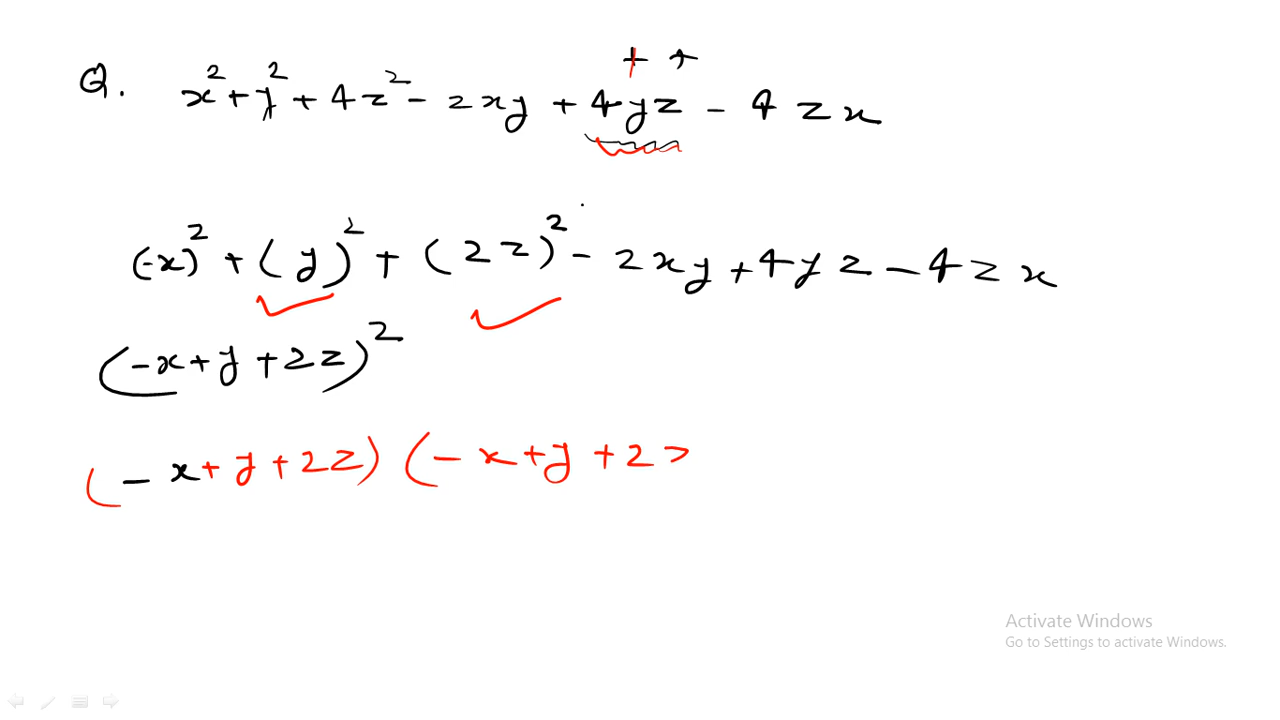 + +
Q. x² + y² + 4z² - 2xy + 4yz - 4zx
(-x)² + (y)² + (2z)² - 2xy + 4yz - 4zx
(-x + y + 2z)²
(- x + y + 2z) (- x + y + 2z
Activate Windows
Go to Settings to activate Windows.